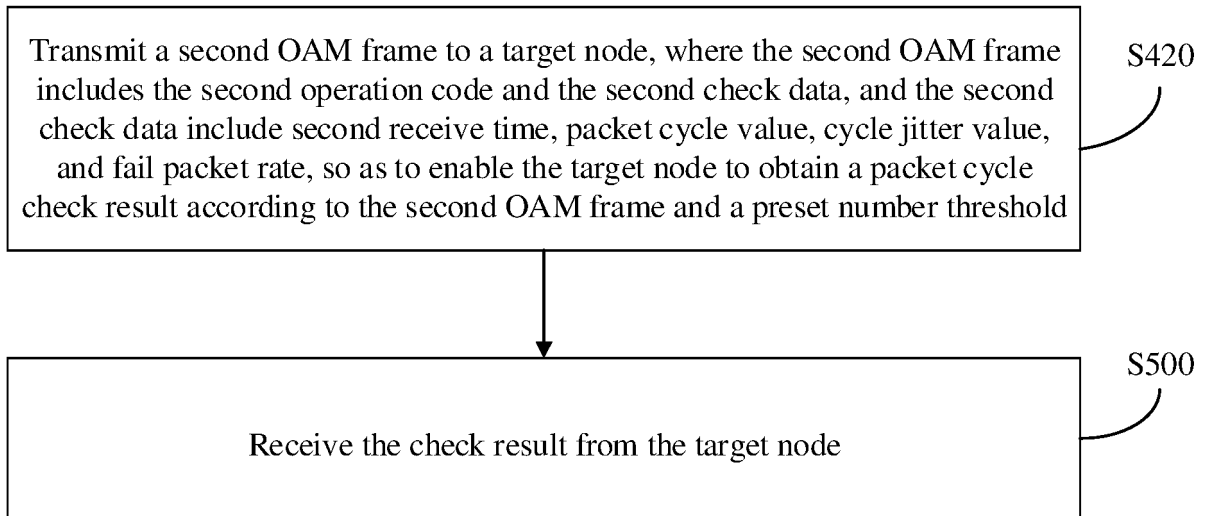 Transmit a second OAM frame to a target node, where the second OAM frame
includes the second operation code and the second check data, and the second
check data include second receive time, packet cycle value, cycle jitter value,
and fail packet rate, so as to enable the target node to obtain a packet cycle
check result according to the second OAM frame and a preset number threshold
S420
Receive the check result from the target node
S500